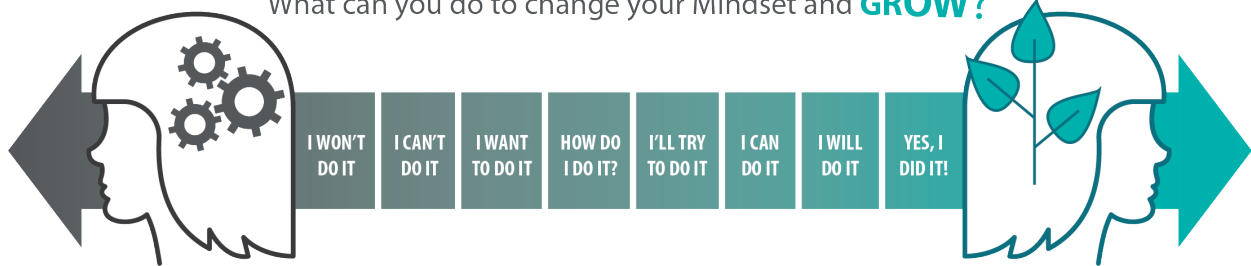 What can you do to change your Mindset and GROW?
I WON'T
DO IT
I CAN'T
DO IT
I WANT
TO DO IT
HOW DO
I DO IT?
I'LL TRY
TO DO IT
I CAN
DO IT
I WILL
DO IT
YES, I
DID IT!